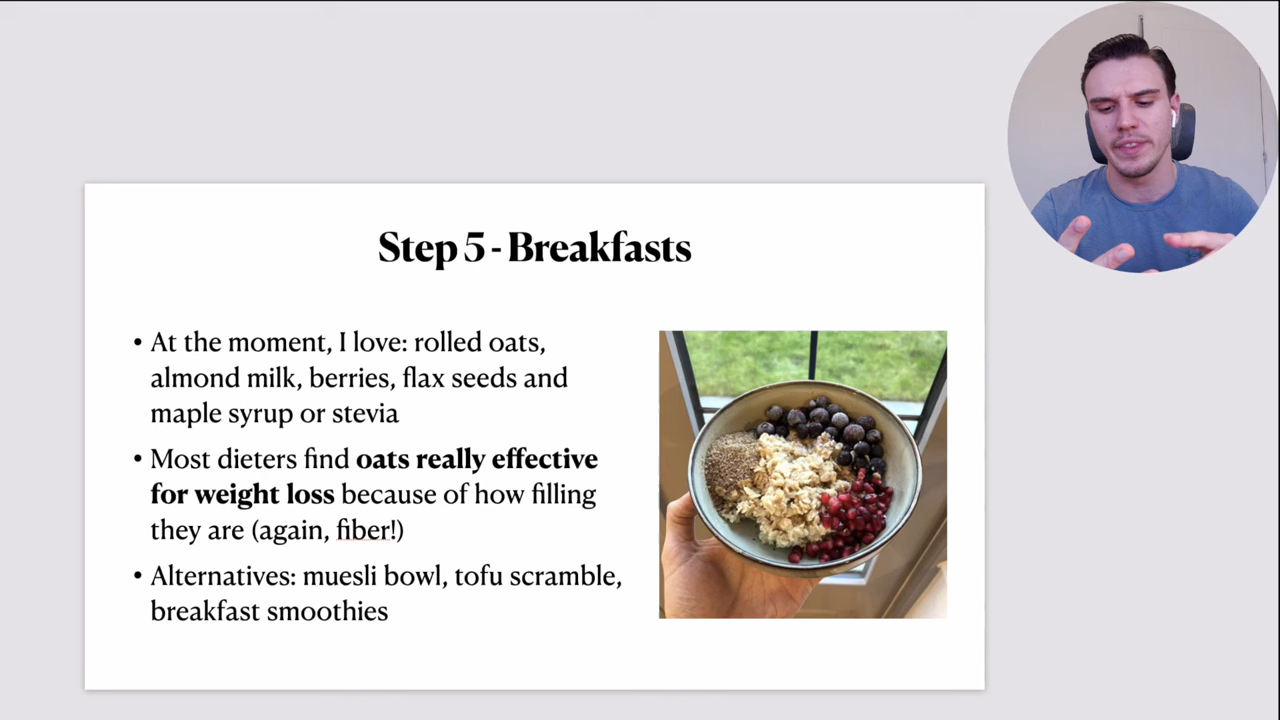 Step 5 - Breakfasts
• At the moment, I love: rolled oats,
almond milk, berries, flax seeds and
maple syrup or stevia
• Most dieters find oats really effective
for weight loss because of how filling
they are (again, fiber!)
• Alternatives: muesli bowl, tofu scramble,
breakfast smoothies